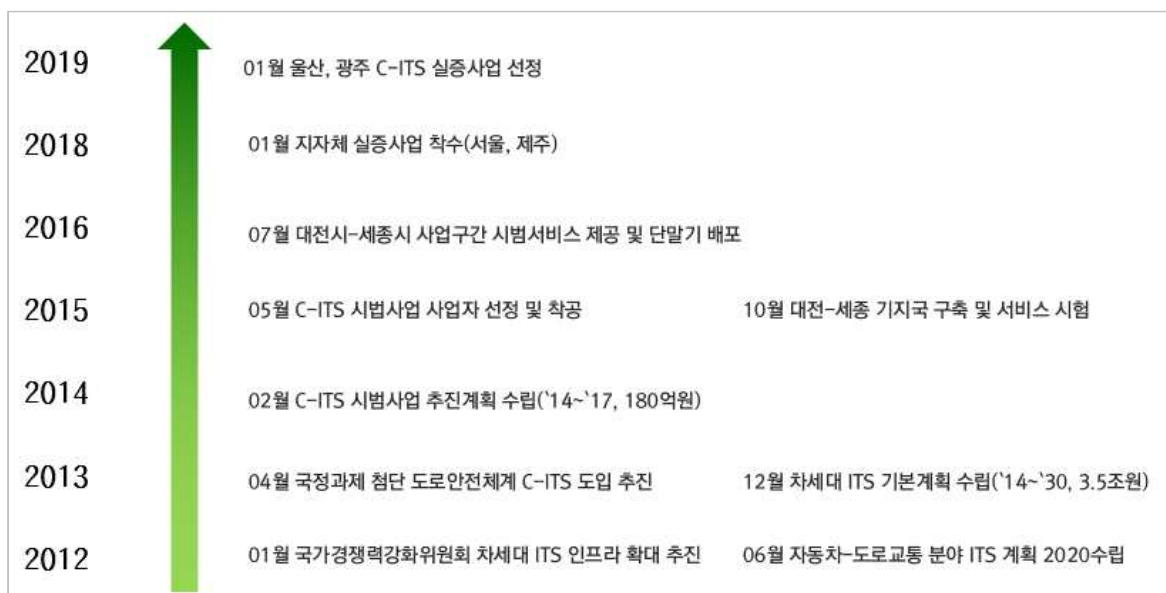 2019 01월 울산, 광주 C-ITS 실증사업 선정
2018 01월 지자체 실증사업 착수(서울, 제주)
2016 07월 대전시-세종시 사업구간 시범서비스 제공 및 단말기 배포
2015 05월 C-ITS 시법사업 사업자 선정 및 착공 10월 대전-세종 기지국 구축 및 서비스 시험
2014 02월 C-ITS 시범사업 추진계획 수립(`14~`17, 180억원)
2013 04월 국정과제 첨단 도로안전체계 C-ITS 도입 추진 12월 차세대 ITS 기본계획 수립(`14~`30, 3.5조원)
2012 01월 국가경쟁력강화위원회 차세대 ITS 인프라 확대 추진 06월 자동차-도로교통 분야 ITS 계획 2020수립